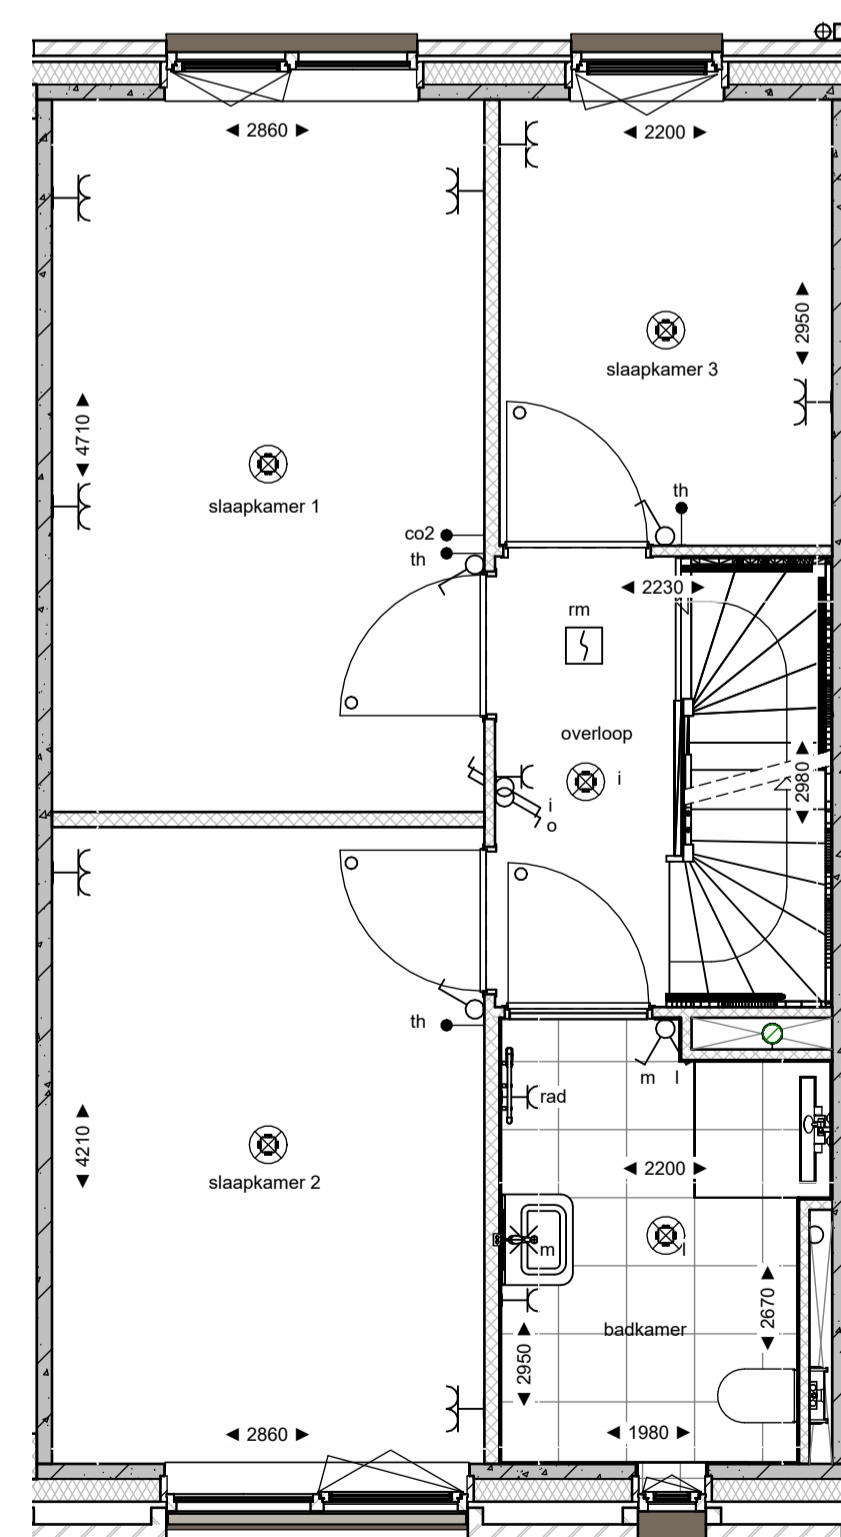 ◄ 2860 ►
◄ 2200 ►
◄ 2950 ►
slaapkamer 3
◄ 4710 ►
slaapkamer 1
th
co2
th
◄ 2230 ►
rm
overloop
i
◄ 2980 ►
i
o
th
m l
rad
◄ 4210 ►
◄ 2200 ►
slaapkamer 2
m
l
◄ 2670 ►
badkamer
◄ 2950 ►
◄ 2860 ►
◄ 1980 ►